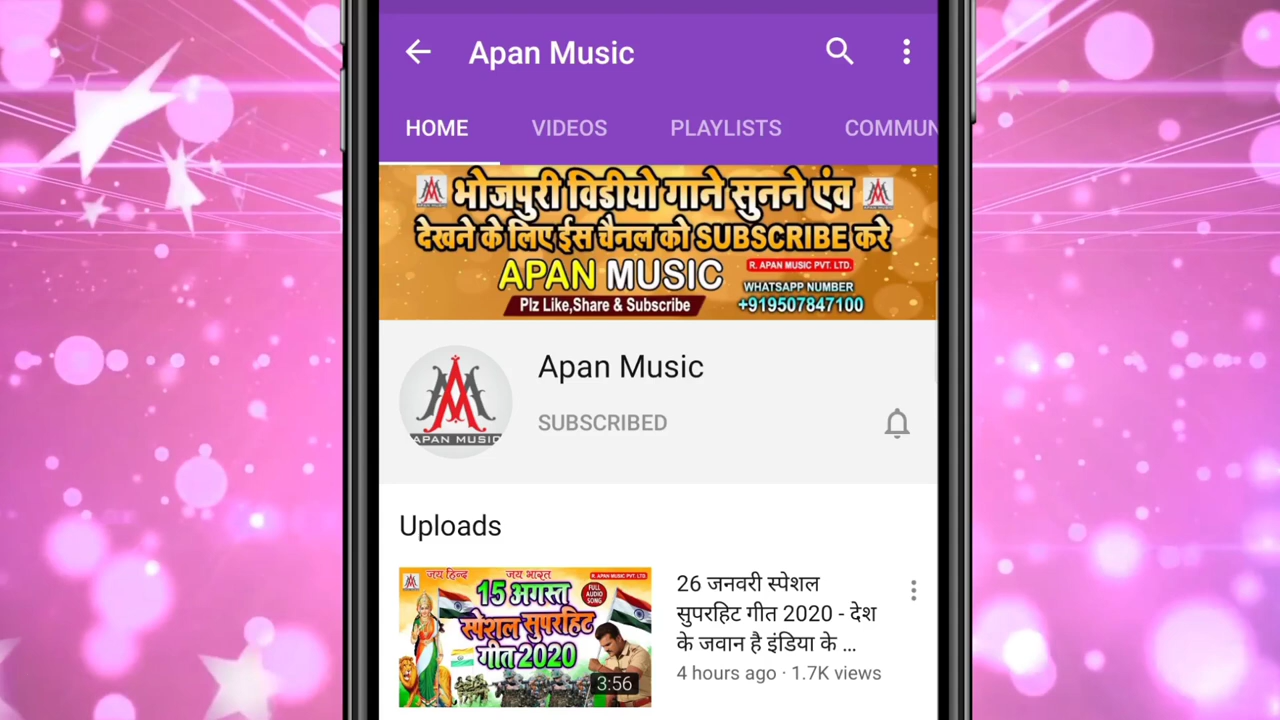 Apan Music
HOME VIDEOS PLAYLISTS COMMUN
भोजपुरी विडीयो गाने सुनने एंव
देखने के लिए ईस चैनल को SUBSCRIBE करे
APAN MUSIC
R. APAN MUSIC PVT. LTD.
WHATSAPP NUMBER
+919507847100
Plz Like,Share & Subscribe
Apan Music
SUBSCRIBED
APAN MUSIC
Uploads
जय हिन्द जय भारत
R. APAN MUSIC PVT. LTD
15 अगस्त
FULL
AUDIO
SONG
स्पेशल सुपरहिट
गीत 2020
3:56
26 जनवरी स्पेशल
सुपरहिट गीत 2020 - देश
के जवान है इंडिया के ...
4 hours ago · 1.7K views